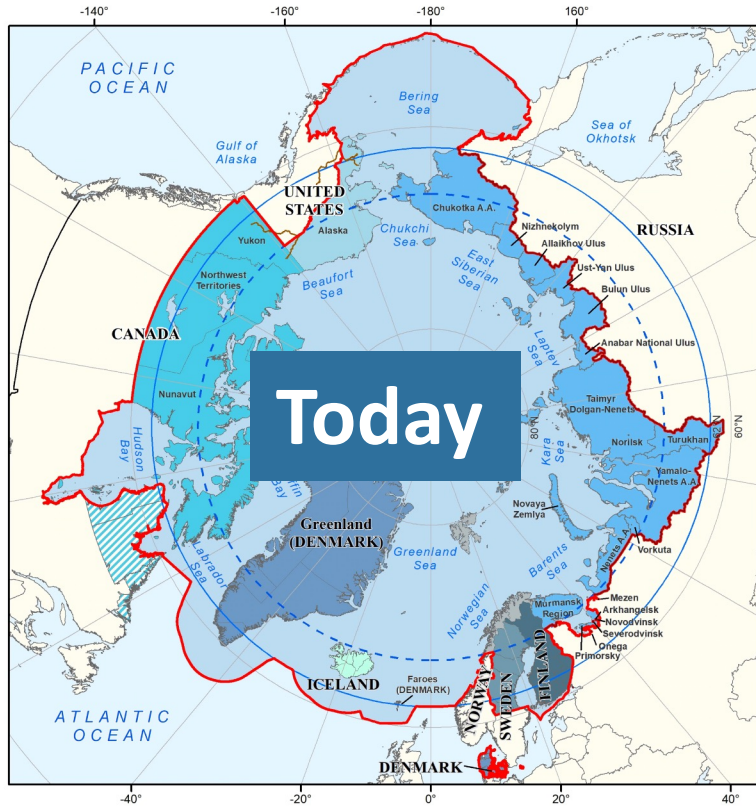 -140°
-160°
-180°
160°
140°
PACIFIC
OCEAN
Bering
Sea
Sea of
Okhotsk
Gulf of
Alaska
UNITED
STATES
Alaska
Chukchi
Sea
Chukotka A.A.
Nizhnekolym
Allaikhov Ulus
RUSSIA
Yukon
Beaufort
Sea
East
Siberian
Sea
Ust-Yan Ulus
Bulun Ulus
Northwest
Territories
CANADA
Laptev
Sea
Anabar National Ulus
Nunavut
Today
Taimyr
Dolgan-Nenets
80°N
62°N
60°N
Hudson
Bay
Kara
Sea
Norilsk
Turukhan
Yamalo-
Nenets A.A
Bay
Novaya
Zemlya
Greenland
(DENMARK)
Greenland
Sea
Barents
Sea
Nenets A.A.
Vorkuta
Labrador
Sea
Norwegian
Sea
Murmansk
Region
Mezen
Arkhangelsk
Novodvinsk
Severodvinsk
Onega
Primorsky
ICELAND
Faroes
(DENMARK)
NORWAY
SWEDEN
FINLAND
ATLANTIC
OCEAN
DENMARK
-40°
-20°
0°
20°
40°